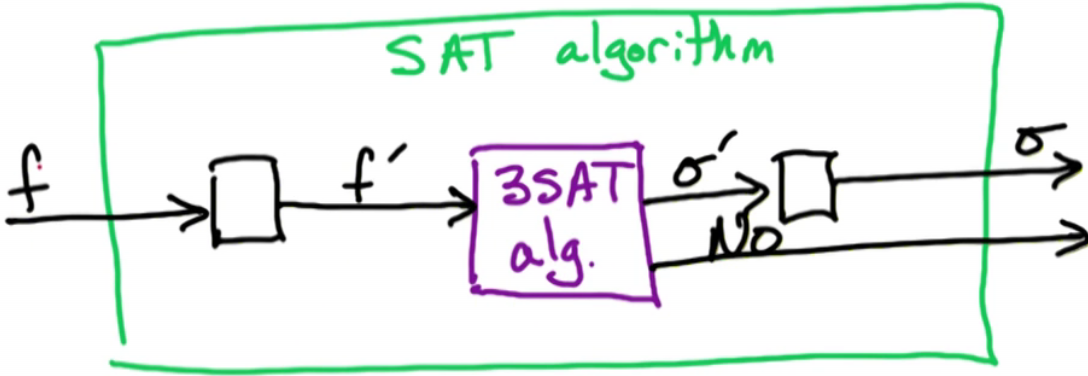 SAT algorithm
f
f′
3SAT
alg.
σ′
No
σ